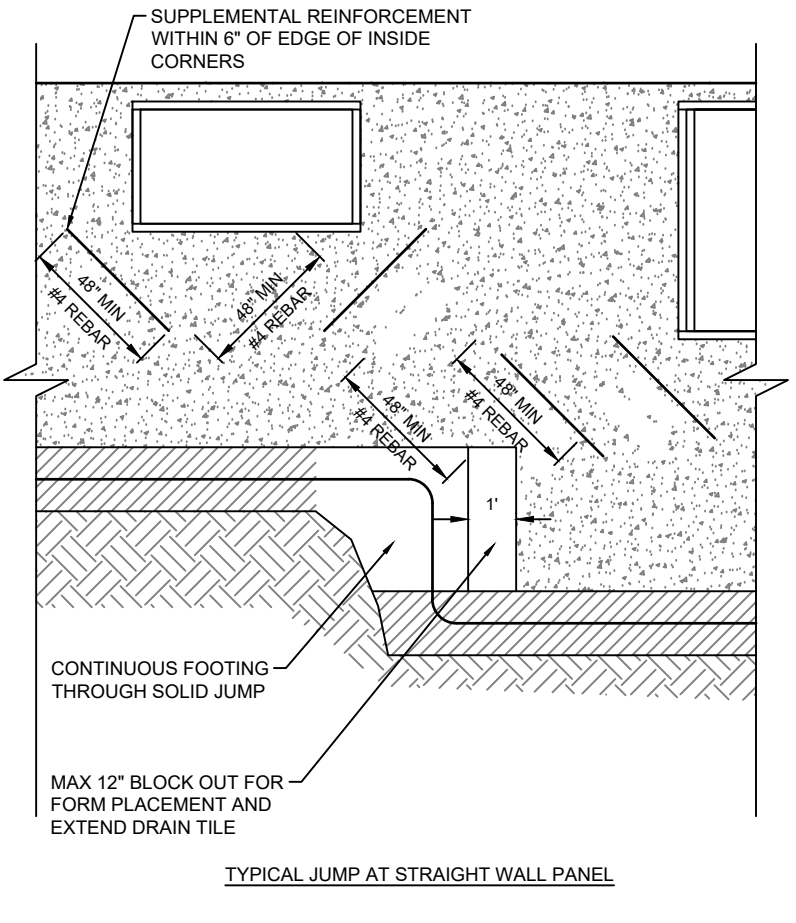 SUPPLEMENTAL REINFORCEMENT
WITHIN 6" OF EDGE OF INSIDE
CORNERS
48" MIN
#4 REBAR
48" MIN
#4 REBAR
48" MIN
#4 REBAR
48" MIN
#4 REBAR
1'
CONTINUOUS FOOTING
THROUGH SOLID JUMP
MAX 12" BLOCK OUT FOR
FORM PLACEMENT AND
EXTEND DRAIN TILE
TYPICAL JUMP AT STRAIGHT WALL PANEL